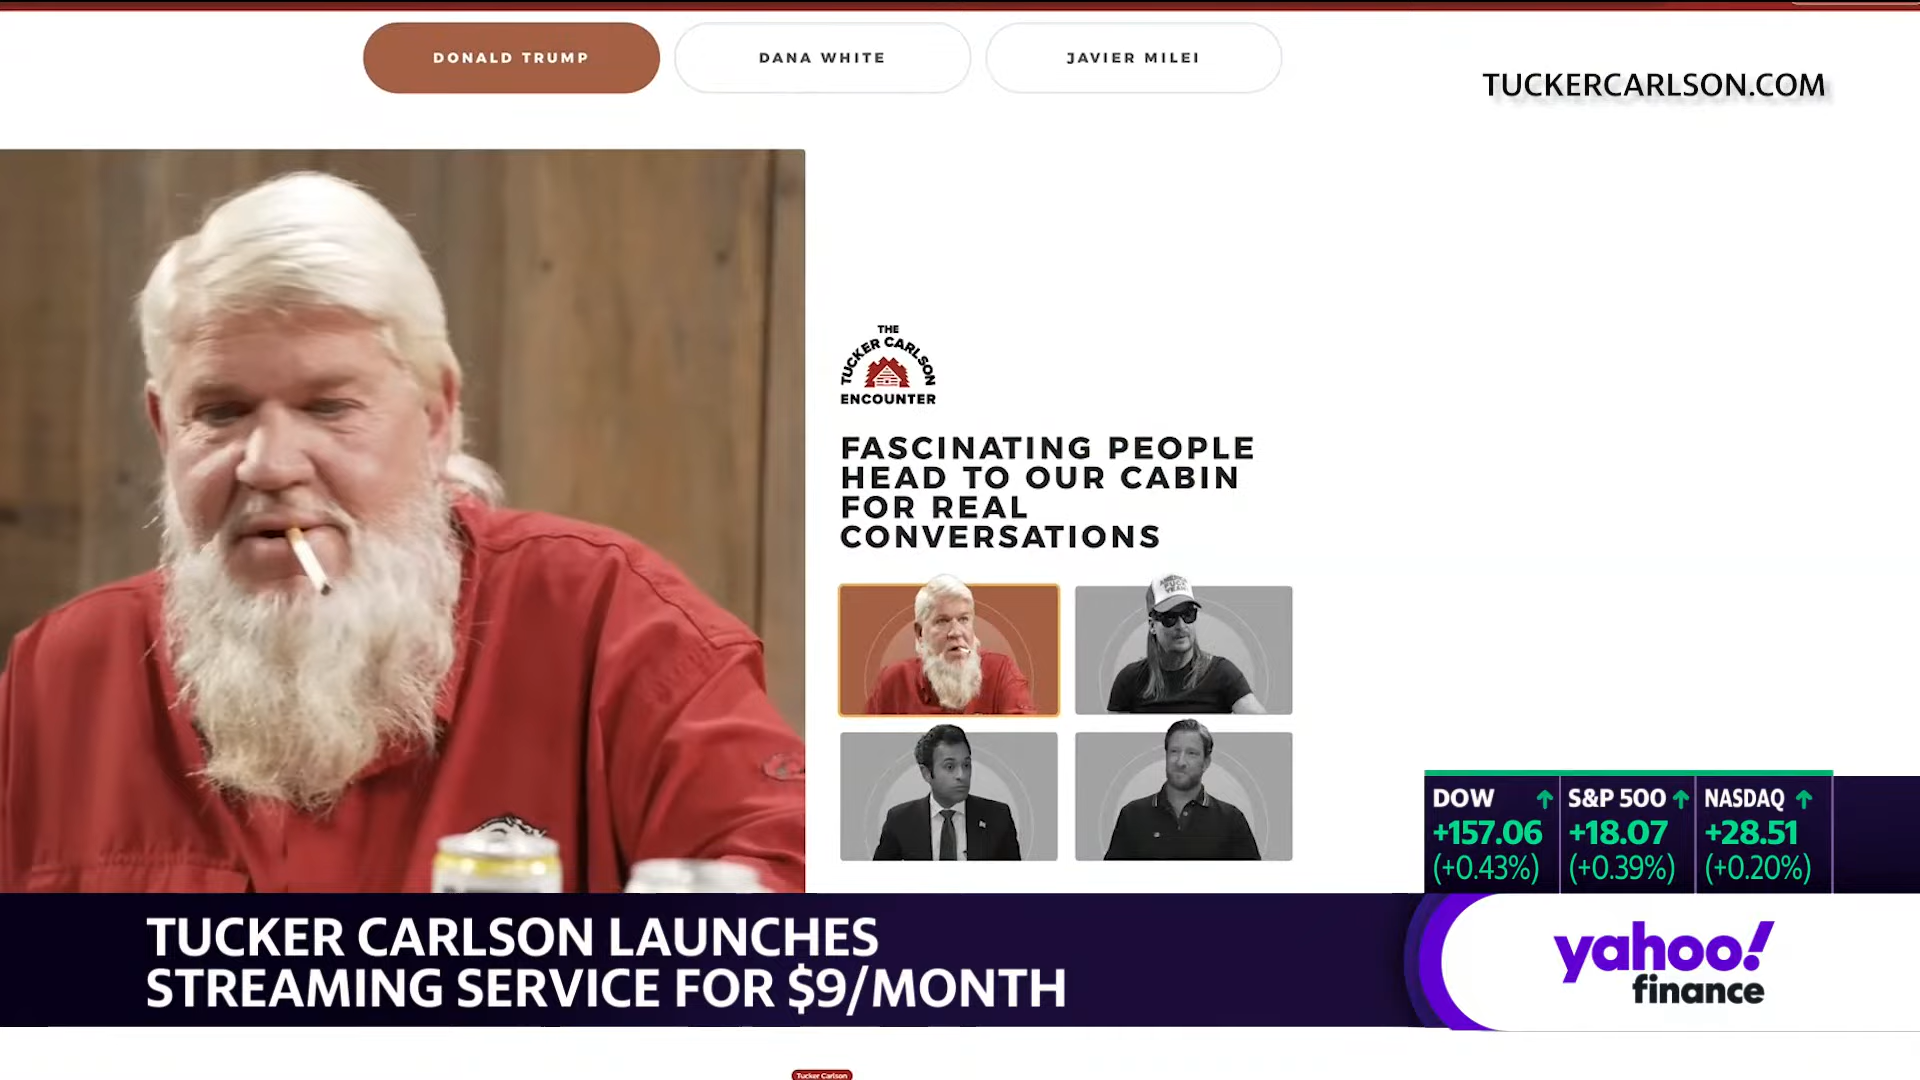 DONALD TRUMP
DANA WHITE
JAVIER MILEI
TUCKERCARLSON.COM
THE
TUCKER CARLSON
ENCOUNTER
FASCINATING PEOPLE
HEAD TO OUR CABIN
FOR REAL
CONVERSATIONS
DOW
+157.06
(+0.43%)
S&P 500
+18.07
(+0.39%)
NASDAQ
+28.51
(+0.20%)
TUCKER CARLSON LAUNCHES
STREAMING SERVICE FOR $9/MONTH
yahoo!
finance
Tucker Carlson